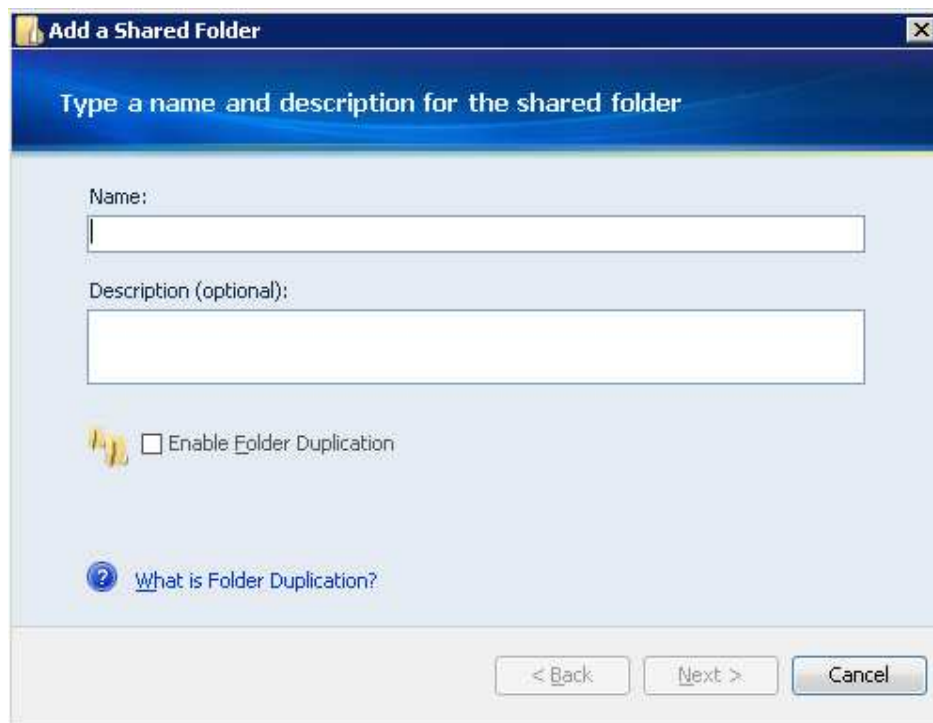 Add a Shared Folder
Type a name and description for the shared folder
Name:
Description (optional):
Enable Folder Duplication
What is Folder Duplication?
< Back Next > Cancel